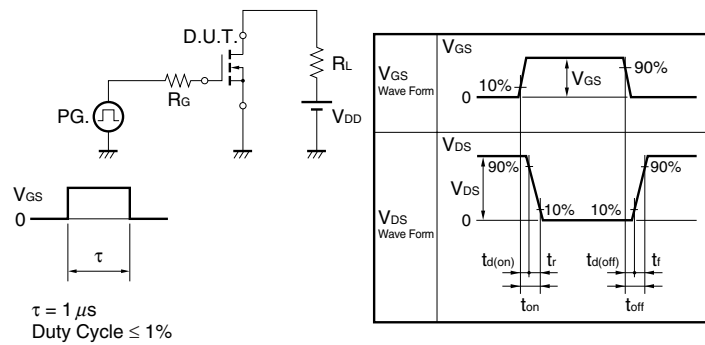 D.U.T.
RG
PG.
RL
VDD
VGS
0
τ
τ = 1 μs
Duty Cycle ≤ 1%
VGS
Wave Form
VGS
10%
VGS
90%
0
VDS
Wave Form
VDS
90%
VDS
10%
10%
90%
0
td(on)
tr
td(off)
tf
ton
toff